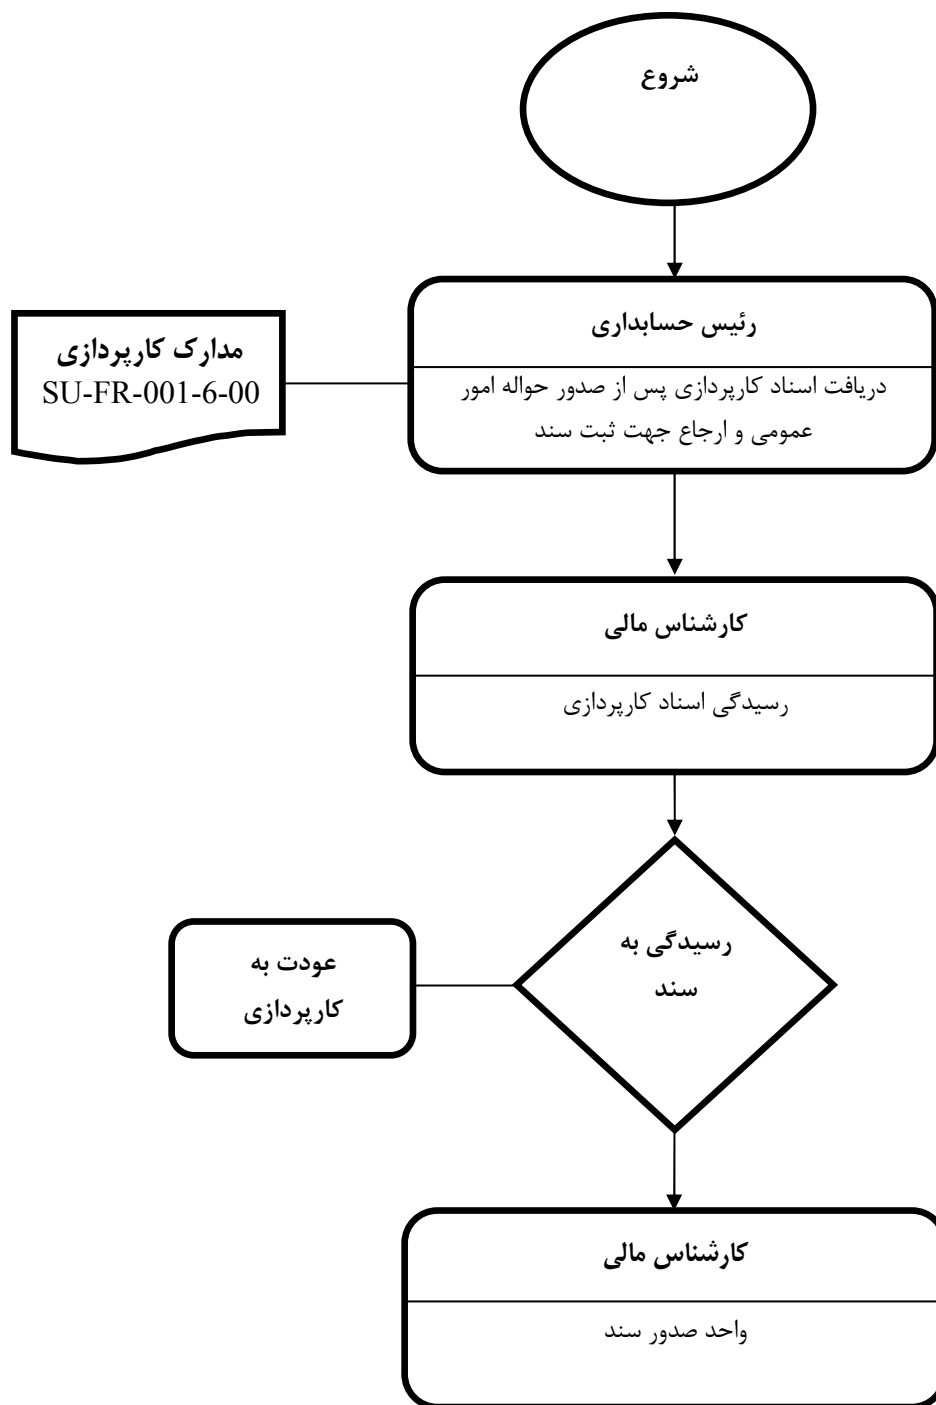 شروع
رئیس حسابداری
دریافت اسناد کارپردازی پس از صدور حواله امور
عمومی و ارجاع جهت ثبت سند
مدارک کارپردازی
SU-FR-001-6-00
کارشناس مالی
رسیدگی اسناد کارپردازی
رسیدگی به
سند
عودت به
کارپردازی
کارشناس مالی
واحد صدور سند